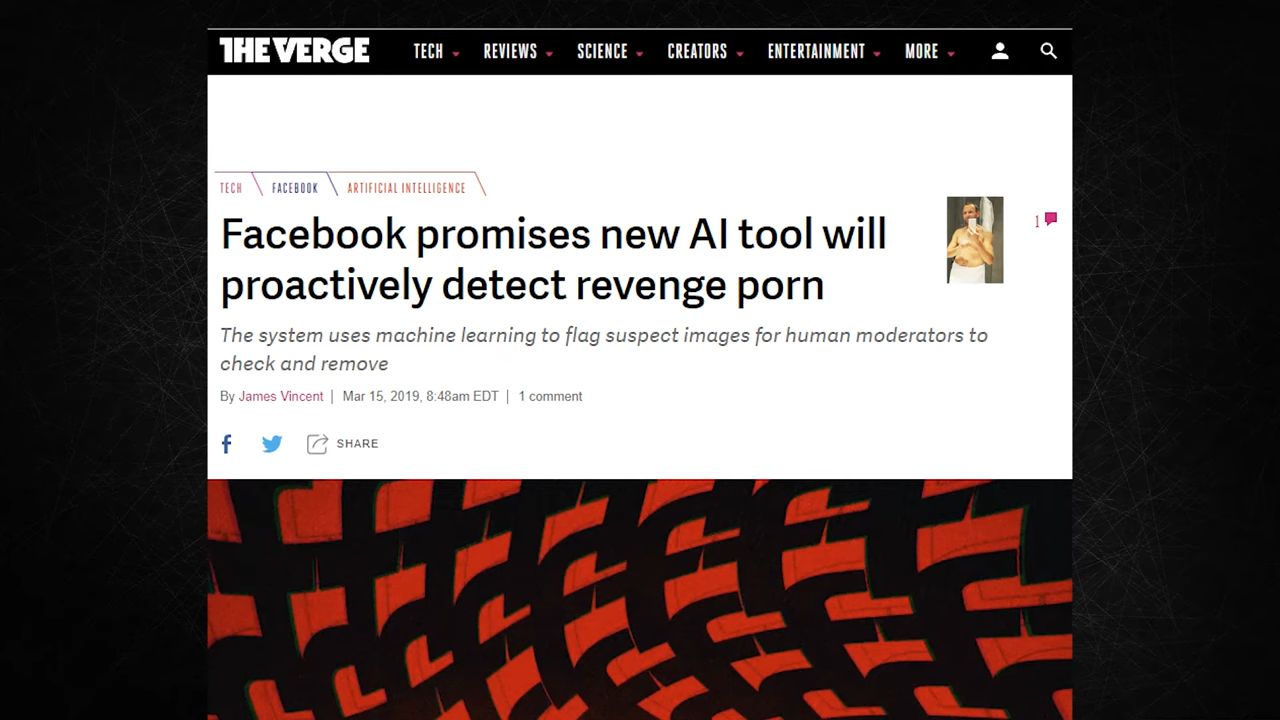 THE VERGE TECH REVIEWS SCIENCE CREATORS ENTERTAINMENT MORE
TECH FACEBOOK ARTIFICIAL INTELLIGENCE
1
Facebook promises new AI tool will
proactively detect revenge porn
The system uses machine learning to flag suspect images for human moderators to
check and remove
By James Vincent | Mar 15, 2019, 8:48am EDT | 1 comment
f SHARE